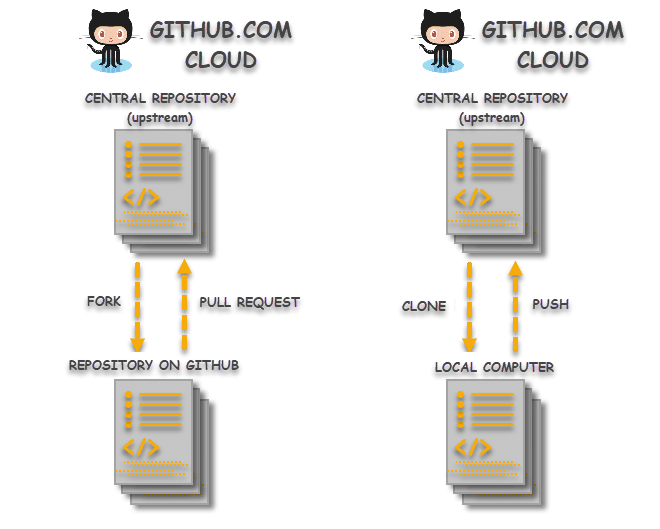 GITHUB.COM
CLOUD
CENTRAL REPOSITORY
(upstream)
</>
FORK
PULL REQUEST
REPOSITORY ON GITHUB
</>
GITHUB.COM
CLOUD
CENTRAL REPOSITORY
(upstream)
</>
CLONE
PUSH
LOCAL COMPUTER
</>